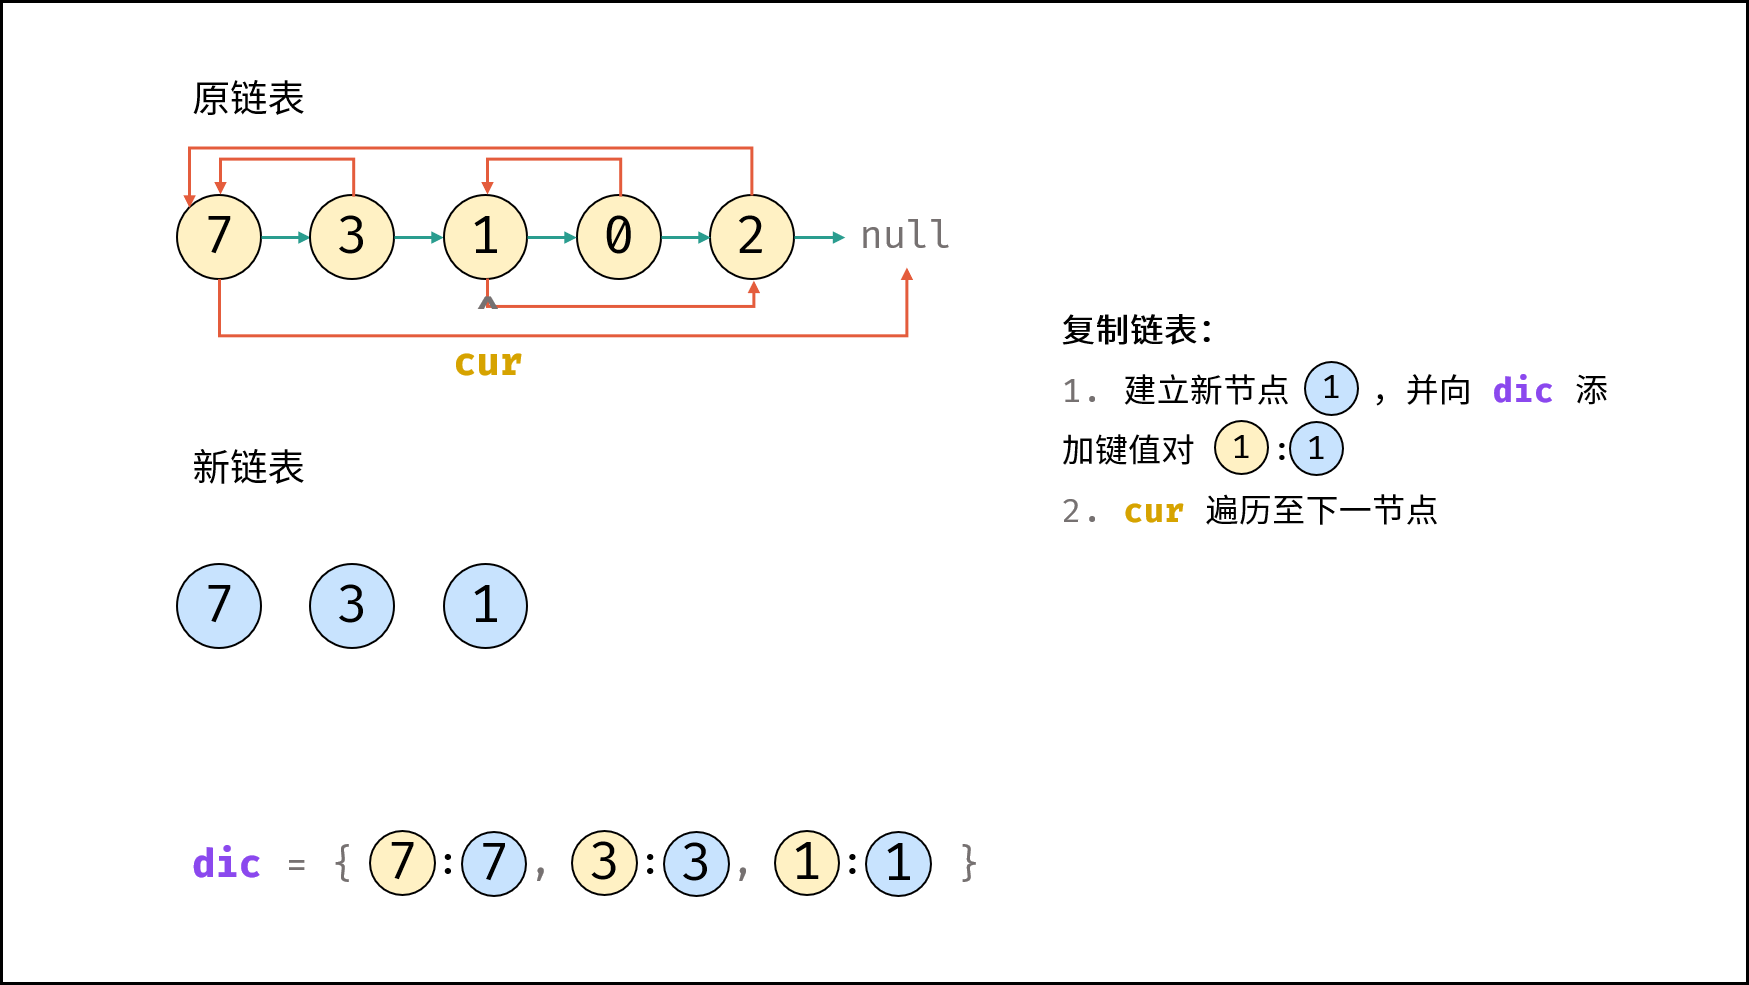 原链表
7 3 1 0 2 null
cur
新链表
7 3 1
复制链表：
1. 建立新节点 1 ，并向 dic 添
加键值对 1 : 1
2. cur 遍历至下一节点
dic = { 7 : 7 , 3 : 3 , 1 : 1 }